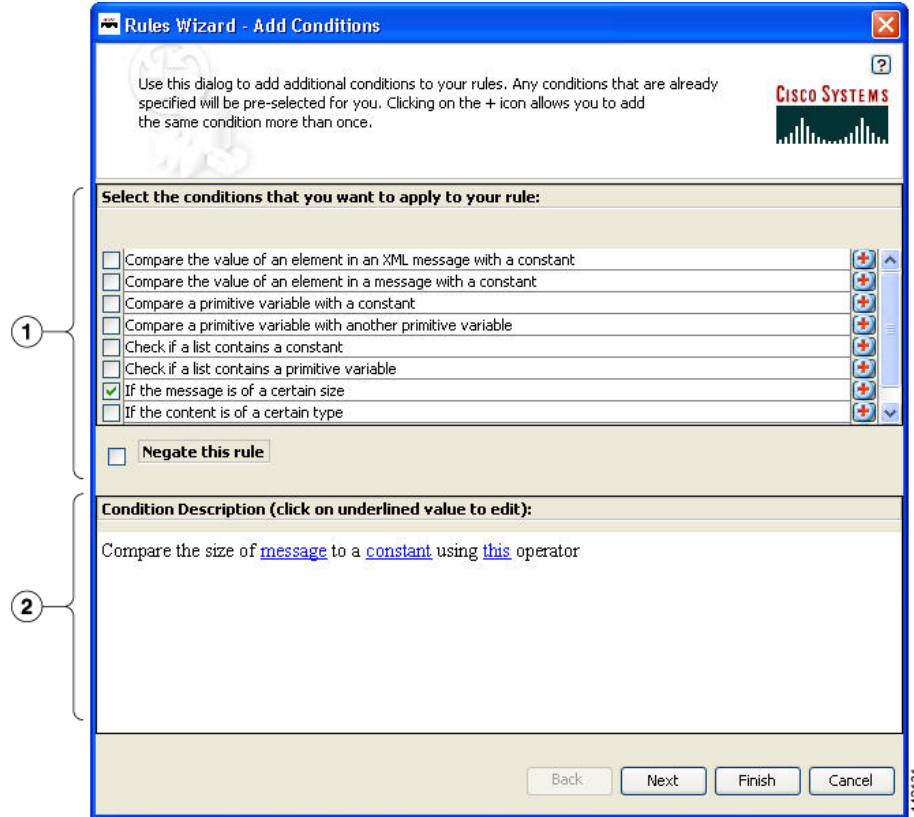 Rules Wizard - Add Conditions
?
Use this dialog to add additional conditions to your rules. Any conditions that are already
specified will be pre-selected for you. Clicking on the + icon allows you to add
the same condition more than once.
CISCO SYSTEMS
Select the conditions that you want to apply to your rule:
Compare the value of an element in an XML message with a constant
Compare the value of an element in a message with a constant
Compare a primitive variable with a constant
Compare a primitive variable with another primitive variable
1
Check if a list contains a constant
Check if a list contains a primitive variable
If the message is of a certain size
If the content is of a certain type
Negate this rule
Condition Description (click on underlined value to edit):
Compare the size of message to a constant using this operator
2
Back
Next
Finish
Cancel